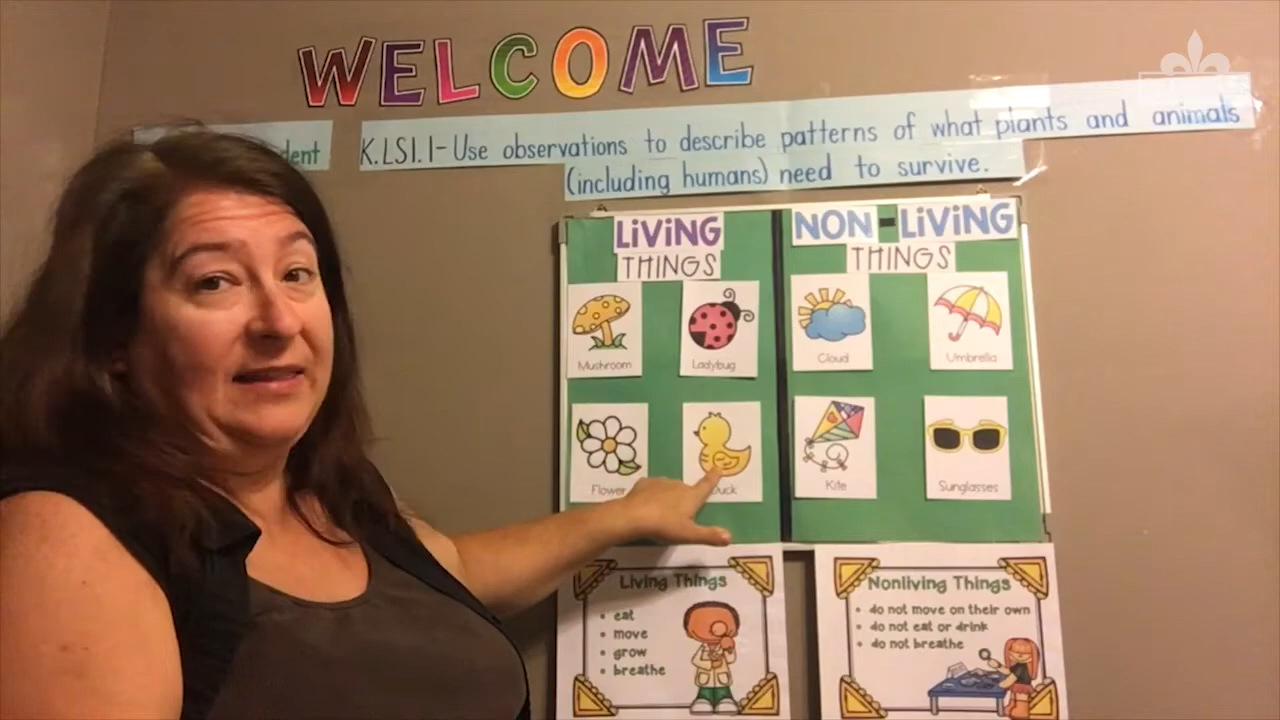 WELCOME
dent
K.LS1.1-Use observations to describe patterns of what plants and animals
(including humans) need to survive.
LiViNG
THINGS
NON-LiViNG
THINGS
Mushroom
Ladybug
Cloud
Umbrella
Flower
Duck
Kite
Sunglasses
Living Things
• eat
• move
• grow
• breathe
Nonliving Things
• do not move on their own
• do not eat or drink
• do not breathe